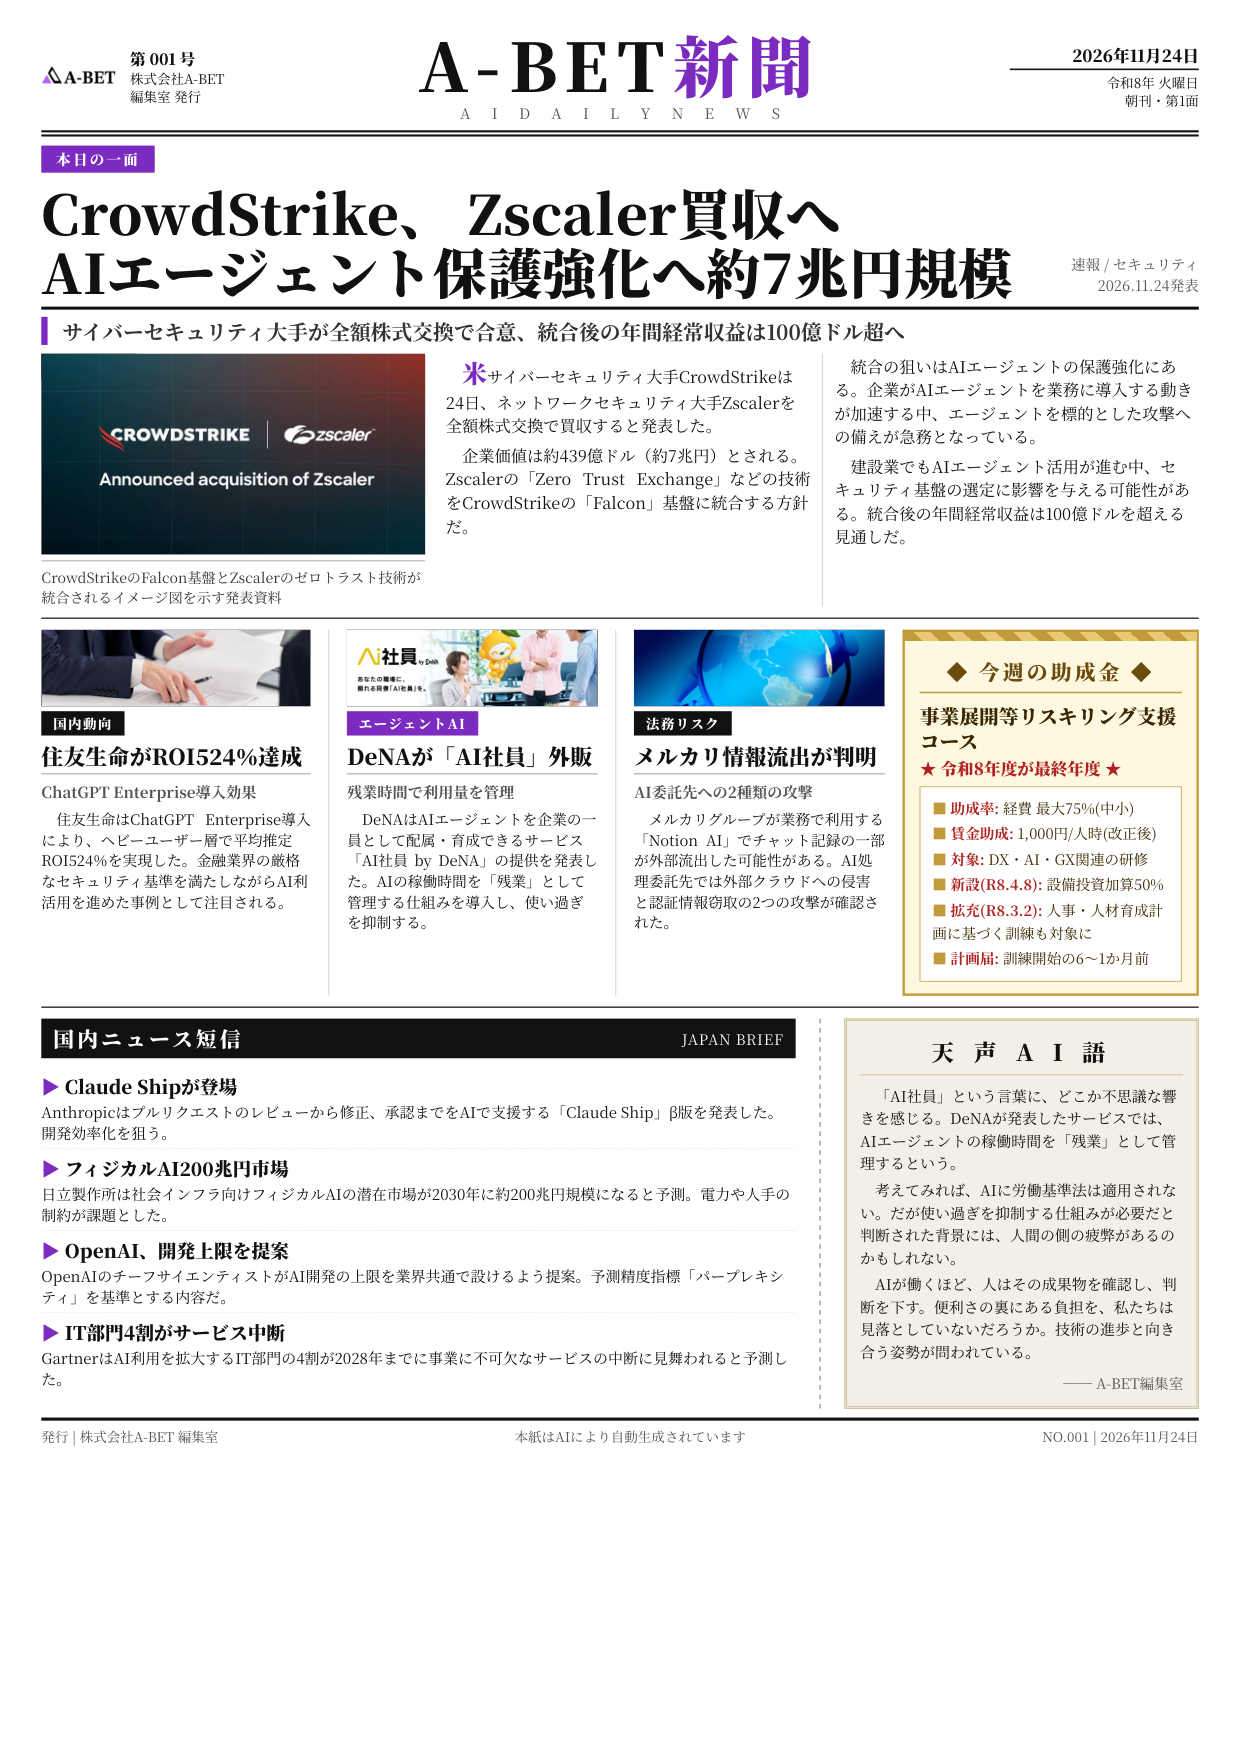 A-BET
第 001 号
株式会社A-BET
編集室 発行
A-BET新聞
A I D A I L Y N E W S
2026年11月24日
令和8年 火曜日
朝刊・第1面
本日の一面
CrowdStrike、 Zscaler買収へ
AIエージェント保護強化へ約7兆円規模
速報 / セキュリティ
2026.11.24発表
サイバーセキュリティ大手が全額株式交換で合意、統合後の年間経常収益は100億ドル超へ
CROWDSTRIKE | zscaler
Announced acquisition of Zscaler
CrowdStrikeのFalcon基盤とZscalerのゼロトラスト技術が
統合されるイメージ図を示す発表資料
米サイバーセキュリティ大手CrowdStrikeは
24日、ネットワークセキュリティ大手Zscalerを
全額株式交換で買収すると発表した。
企業価値は約439億ドル（約7兆円）とされる。
Zscalerの「Zero Trust Exchange」などの技術
をCrowdStrikeの「Falcon」基盤に統合する方針
だ。
統合の狙いはAIエージェントの保護強化にあ
る。企業がAIエージェントを業務に導入する動き
が加速する中、エージェントを標的とした攻撃へ
の備えが急務となっている。
建設業でもAIエージェント活用が進む中、セ
キュリティ基盤の選定に影響を与える可能性があ
る。統合後の年間経常収益は100億ドルを超える
見通しだ。
国内動向
住友生命がROI524%達成
ChatGPT Enterprise導入効果
住友生命はChatGPT Enterprise導入
により、ヘビーユーザー層で平均推定
ROI524%を実現した。金融業界の厳格
なセキュリティ基準を満たしながらAI利
活用を進めた事例として注目される。
Ai社員 by DeNA
あなたの職場に、
頼れる同僚「AI社員」を。
エージェントAI
DeNAが「AI社員」外販
残業時間で利用量を管理
DeNAはAIエージェントを企業の一
員として配属・育成できるサービス
「AI社員 by DeNA」の提供を発表し
た。AIの稼働時間を「残業」として
管理する仕組みを導入し、使い過ぎ
を抑制する。
法務リスク
メルカリ情報流出が判明
AI委託先への2種類の攻撃
メルカリグループが業務で利用する
「Notion AI」でチャット記録の一部
が外部流出した可能性がある。AI処
理委託先では外部クラウドへの侵害
と認証情報窃取の2つの攻撃が確認さ
れた。
◆ 今週の助成金 ◆
事業展開等リスキリング支援
コース
★ 令和8年度が最終年度 ★
■ 助成率: 経費 最大75%(中小)
■ 賃金助成: 1,000円/人時(改正後)
■ 対象: DX・AI・GX関連の研修
■ 新設(R8.4.8): 設備投資加算50%
■ 拡充(R8.3.2): 人事・人材育成計
画に基づく訓練も対象に
■ 計画届: 訓練開始の6〜1か月前
国内ニュース短信
JAPAN BRIEF
▶ Claude Shipが登場
Anthropicはプルリクエストのレビューから修正、承認までをAIで支援する「Claude Ship」β版を発表した。
開発効率化を狙う。
▶ フィジカルAI200兆円市場
日立製作所は社会インフラ向けフィジカルAIの潜在市場が2030年に約200兆円規模になると予測。電力や人手の
制約が課題とした。
▶ OpenAI、開発上限を提案
OpenAIのチーフサイエンティストがAI開発の上限を業界共通で設けるよう提案。予測精度指標「パープレキシ
ティ」を基準とする内容だ。
▶ IT部門4割がサービス中断
GartnerはAI利用を拡大するIT部門の4割が2028年までに事業に不可欠なサービスの中断に見舞われると予測し
た。
天 声 A I 語
「AI社員」という言葉に、どこか不思議な響
きを感じる。DeNAが発表したサービスでは、
AIエージェントの稼働時間を「残業」として管
理するという。
考えてみれば、AIに労働基準法は適用されな
い。だが使い過ぎを抑制する仕組みが必要だと
判断された背景には、人間の側の疲弊があるの
かもしれない。
AIが働くほど、人はその成果物を確認し、判
断を下す。便利さの裏にある負担を、私たちは
見落としていないだろうか。技術の進歩と向き
合う姿勢が問われている。
—— A-BET編集室
発行 | 株式会社A-BET 編集室
本紙はAIにより自動生成されています
NO.001 | 2026年11月24日